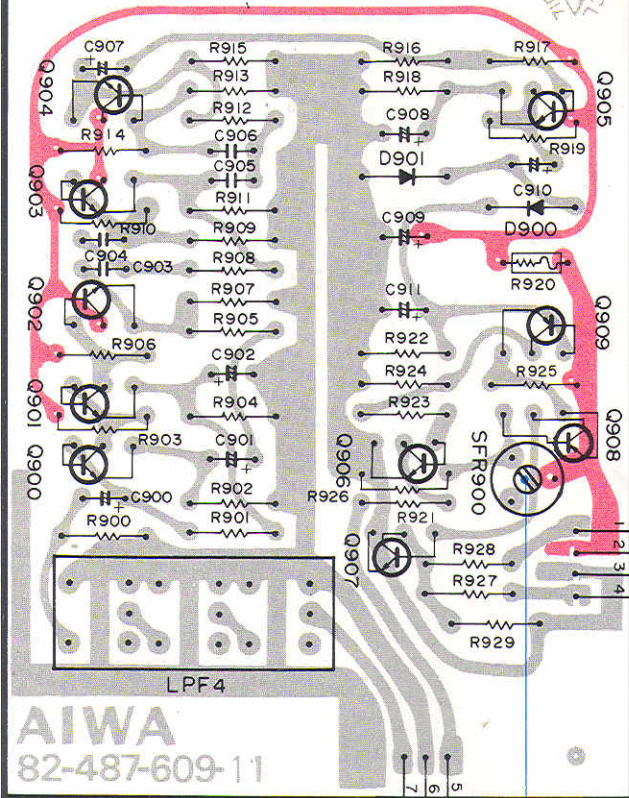 C907 R915 R916 R917
Q904 R913 R918 Q905
R912 C908
R914 C906 R919
C905 D901
Q903 R911 C910
R910 R909 C909 D900
C904 C903 R908 R920
Q902 R907 C911
R905 Q909
R906 R922
C902 R924 R925
Q901 R904 R923
R903 C901 Q906 SFR900 Q908
Q900 R902 R926
C900 R901 R921
R900 Q907 R928
R927
R929
1
2
3
4
LPF4
AIWA
82-487-609-11
7 6 5